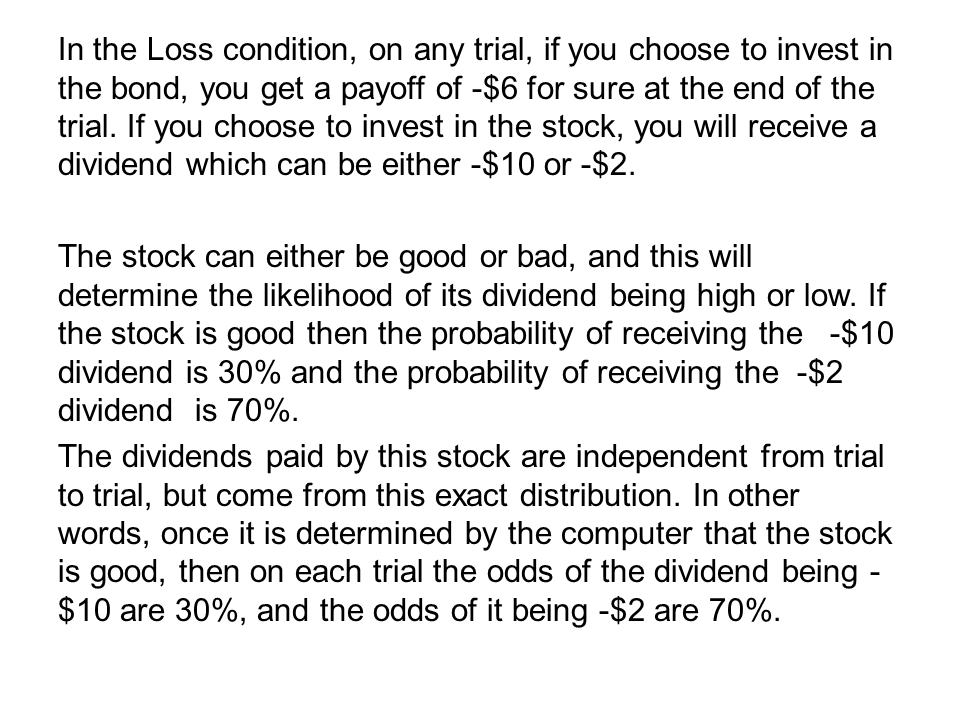 In the Loss condition, on any trial, if you choose to invest in
the bond, you get a payoff of -$6 for sure at the end of the
trial. If you choose to invest in the stock, you will receive a
dividend which can be either -$10 or -$2.
The stock can either be good or bad, and this will
determine the likelihood of its dividend being high or low. If
the stock is good then the probability of receiving the -$10
dividend is 30% and the probability of receiving the -$2
dividend is 70%.
The dividends paid by this stock are independent from trial
to trial, but come from this exact distribution. In other
words, once it is determined by the computer that the stock
is good, then on each trial the odds of the dividend being -
$10 are 30%, and the odds of it being -$2 are 70%.